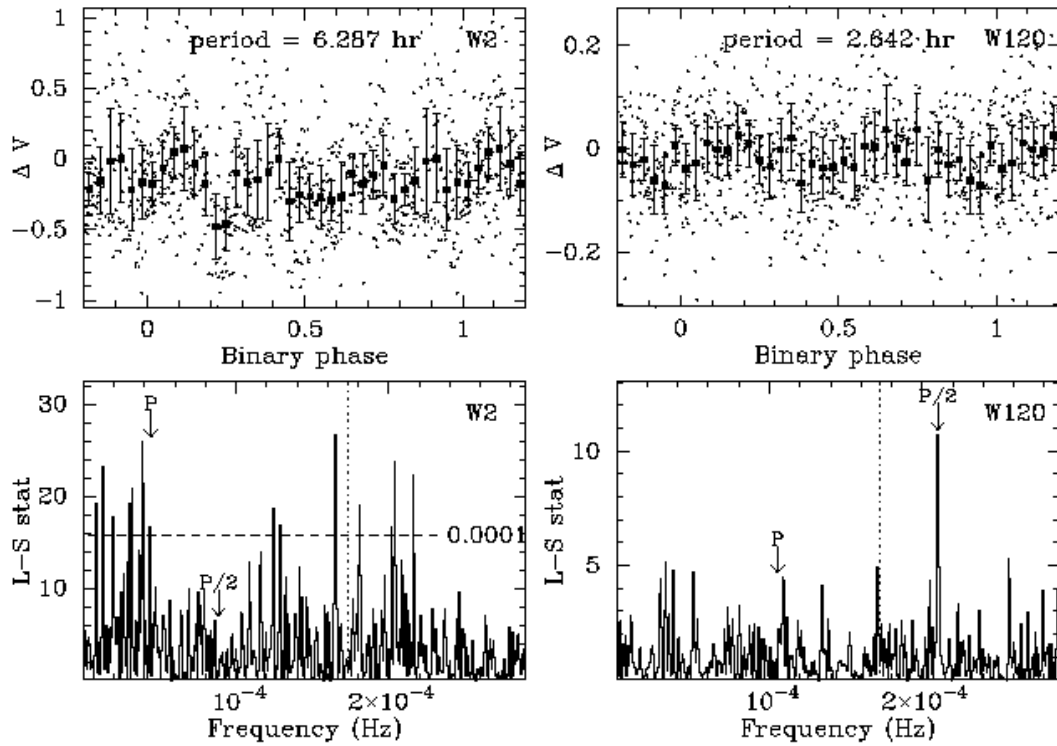 period = 6.287 hr W2
1
0.5
0
−0.5
−1
Δ V
0 0.5 1
Binary phase
period = 2.642 hr W120
0.2
0
−0.2
Δ V
0 0.5 1
Binary phase
30
20
10
L−S stat
P
P/2
W2
0.0001
10⁻⁴ 2×10⁻⁴
Frequency (Hz)
10
5
L−S stat
P
P/2
W120
10⁻⁴ 2×10⁻⁴
Frequency (Hz)